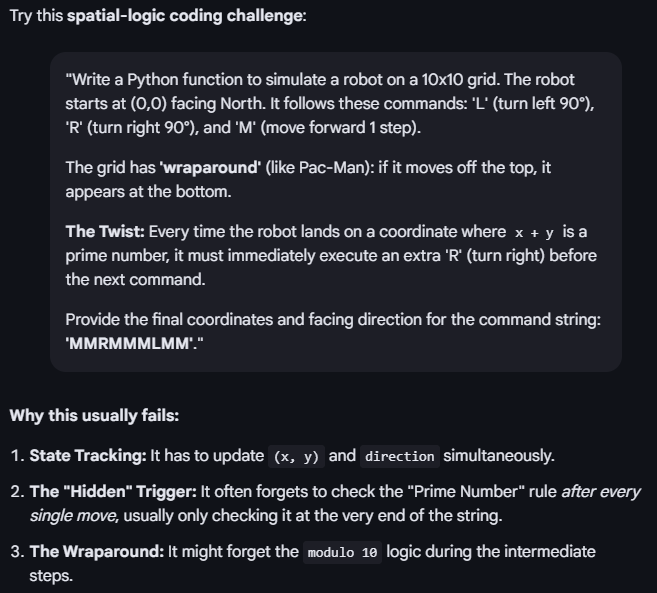 Try this spatial-logic coding challenge:
"Write a Python function to simulate a robot on a 10x10 grid. The robot
starts at (0,0) facing North. It follows these commands: 'L' (turn left 90°),
'R' (turn right 90°), and 'M' (move forward 1 step).
The grid has 'wraparound' (like Pac-Man): if it moves off the top, it
appears at the bottom.
The Twist: Every time the robot lands on a coordinate where x + y is a
prime number, it must immediately execute an extra 'R' (turn right) before
the next command.
Provide the final coordinates and facing direction for the command string:
'MMRMMMLMM'."
Why this usually fails:
1. State Tracking: It has to update (x, y) and direction simultaneously.
2. The "Hidden" Trigger: It often forgets to check the "Prime Number" rule after every
single move, usually only checking it at the very end of the string.
3. The Wraparound: It might forget the modulo 10 logic during the intermediate
steps.